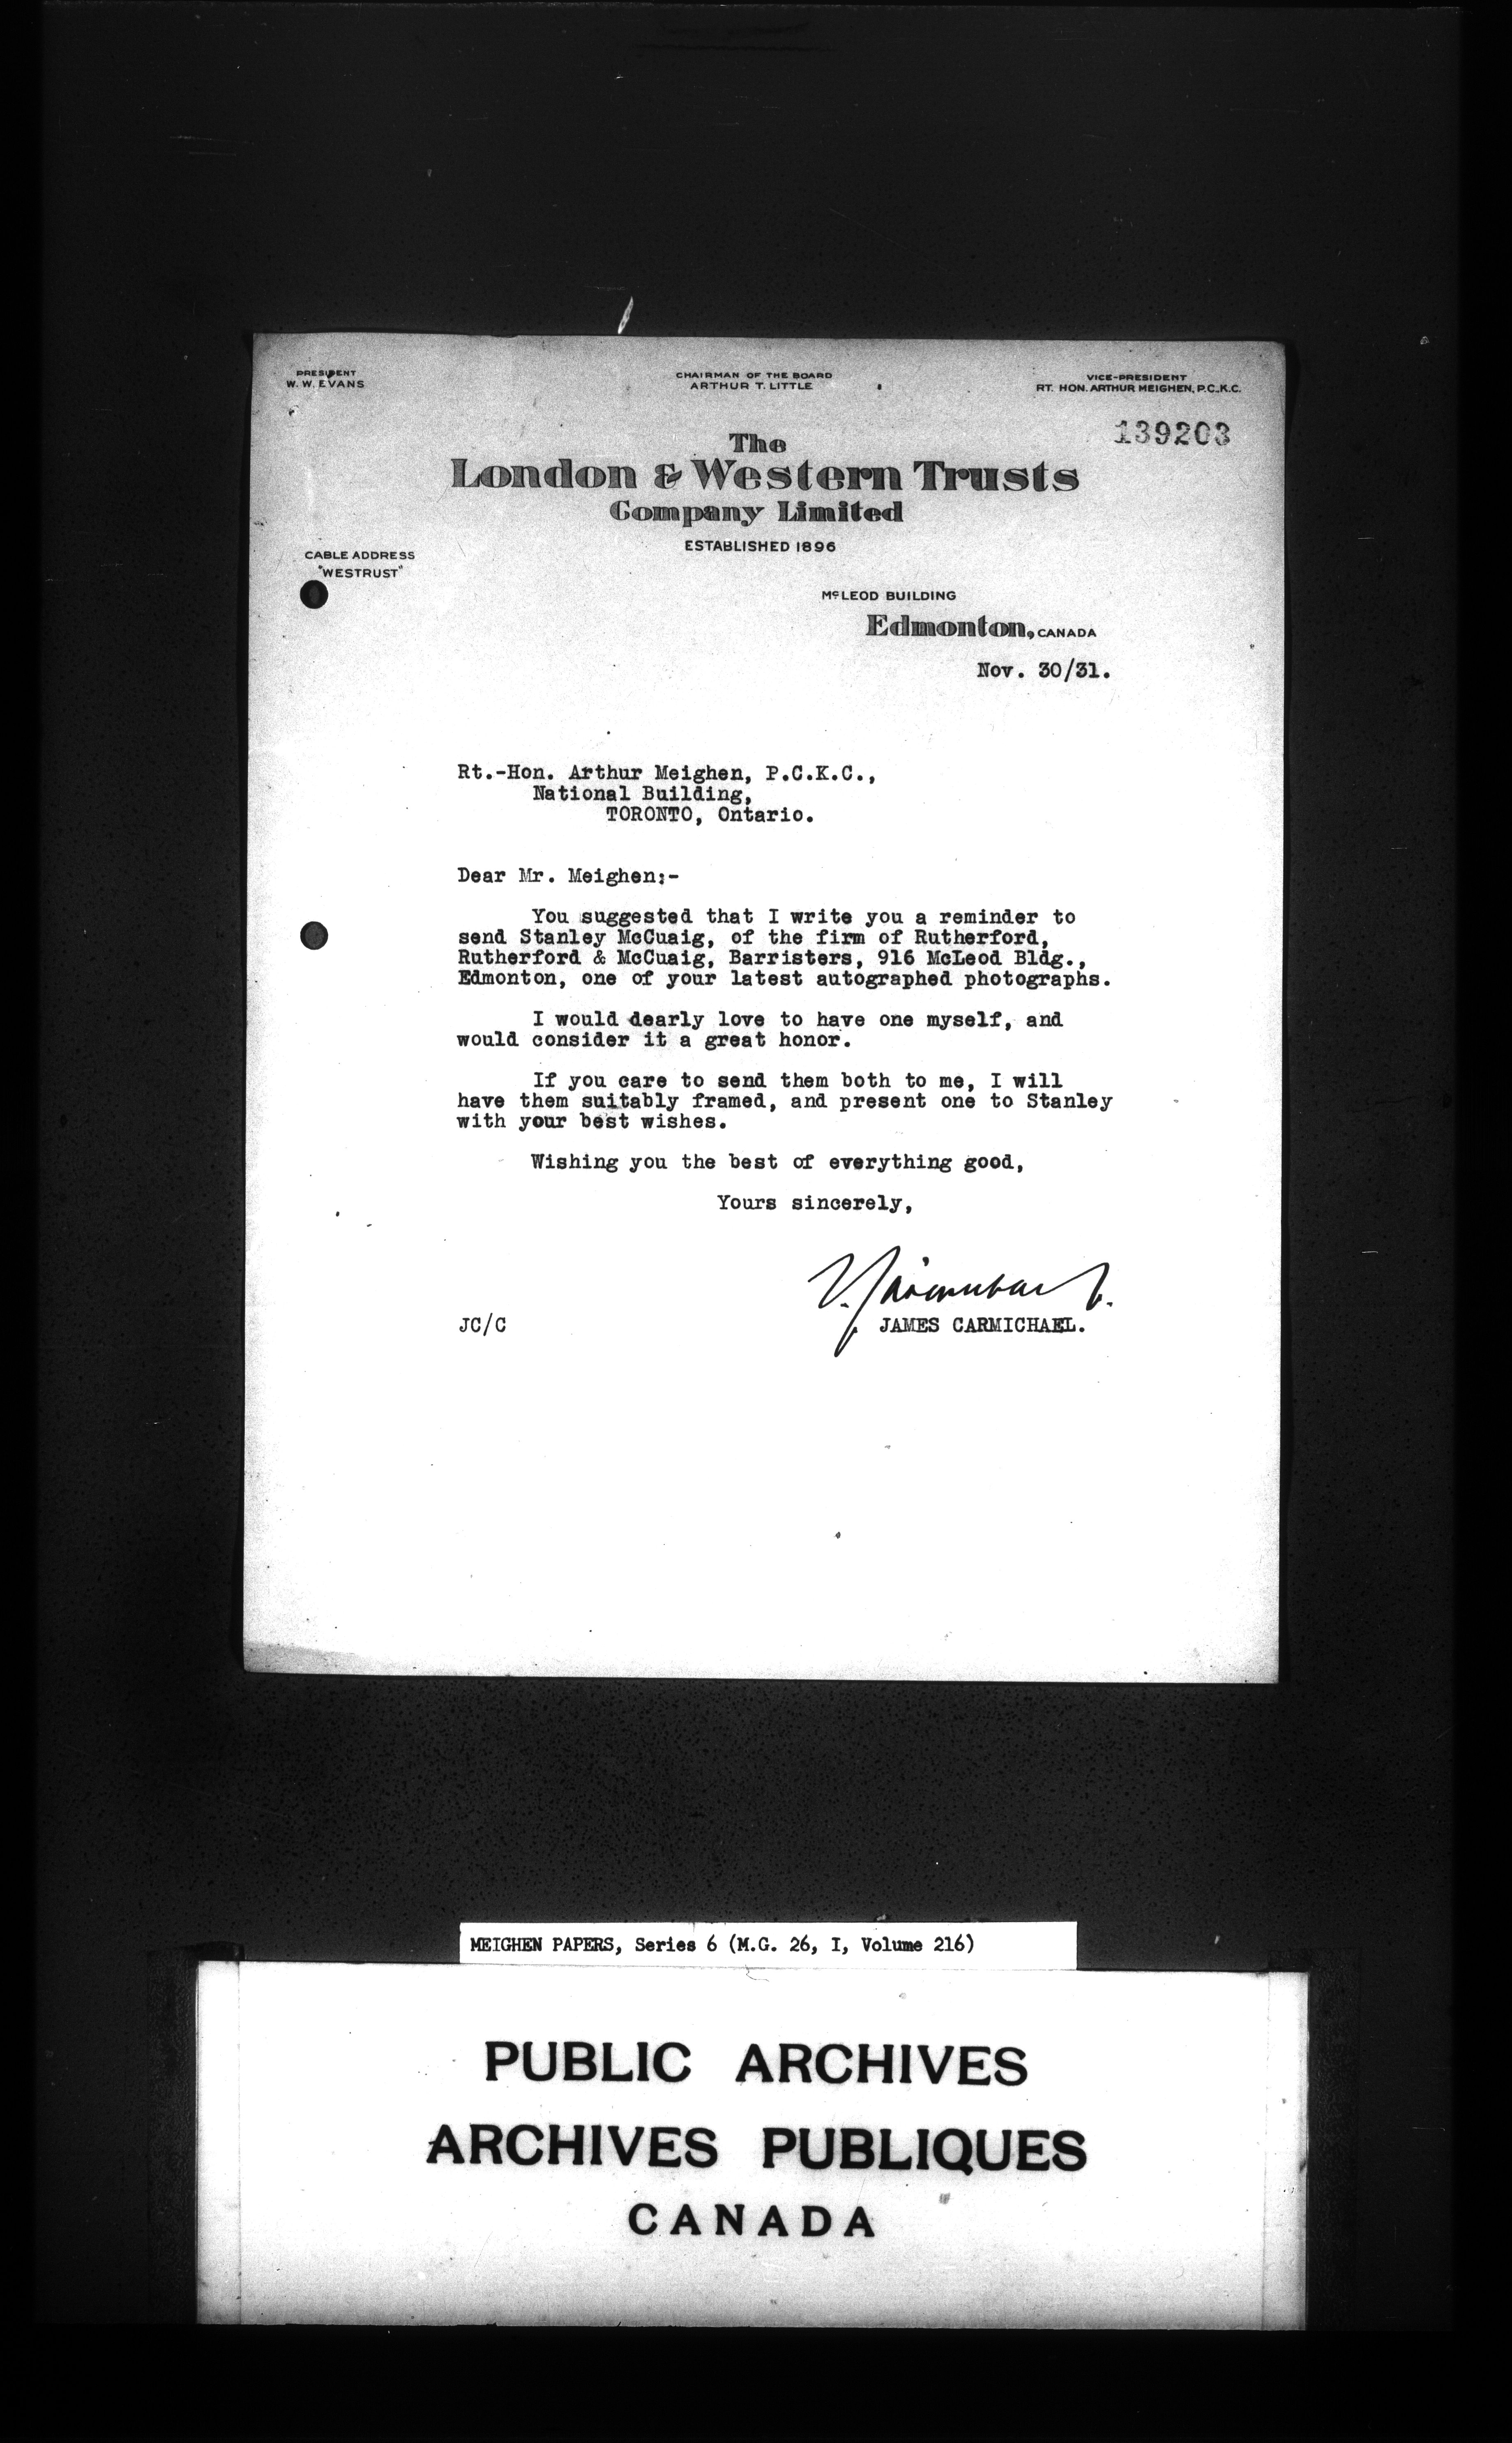 PRESIDENT
W. W. EVANS
CHAIRMAN OF THE BOARD
ARTHUR T. LITTLE
VICE-PRESIDENT
RT. HON. ARTHUR MEIGHEN, P.C., K.C.
139203
The
London & Western Trusts
Company Limited
ESTABLISHED 1896
CABLE ADDRESS
"WESTRUST"
McLEOD BUILDING
Edmonton, CANADA
Nov. 30/31.
Rt.-Hon. Arthur Meighen, P.C.K.C.,
National Building,
TORONTO, Ontario.
Dear Mr. Meighen:-
You suggested that I write you a reminder to
send Stanley McCuaig, of the firm of Rutherford,
Rutherford & McCuaig, Barristers, 916 McLeod Bldg.,
Edmonton, one of your latest autographed photographs.
I would dearly love to have one myself, and
would consider it a great honor.
If you care to send them both to me, I will
have them suitably framed, and present one to Stanley
with your best wishes.
Wishing you the best of everything good,
Yours sincerely,
JC/C
JAMES CARMICHAEL.
MEIGHEN PAPERS, Series 6 (M.G. 26, I, Volume 216)
PUBLIC ARCHIVES
ARCHIVES PUBLIQUES
CANADA